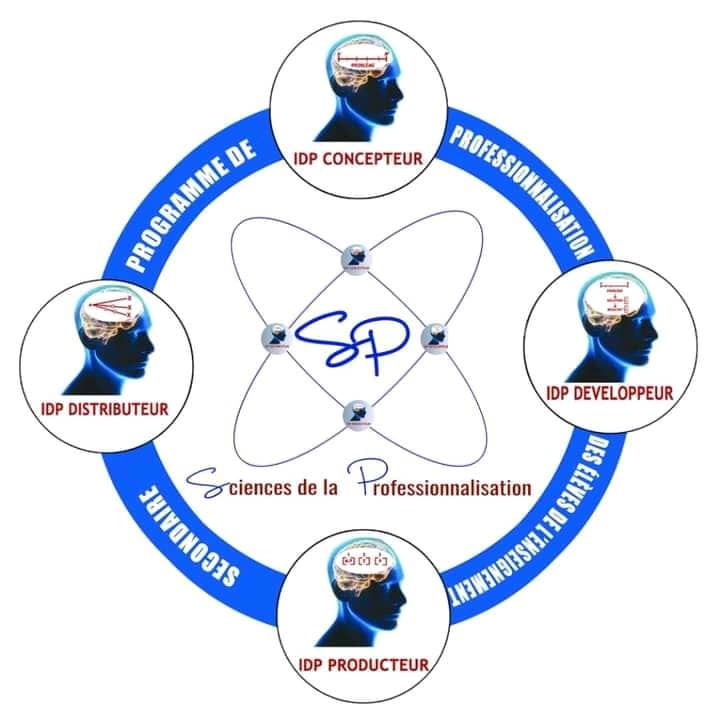 PROBLÈME
IDP CONCEPTEUR
PROGRAMME DE
PROFESSIONNALISATION
DES ÉLÈVES DE L'ENSEIGNEMENT
SECONDAIRE
IDP DISTRIBUTEUR
SP
IDP DEVELOPPEUR
Sciences de la Professionnalisation
IDP PRODUCTEUR